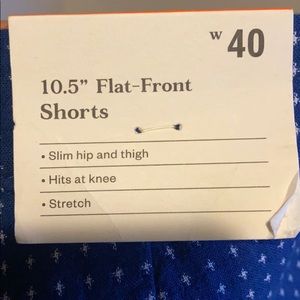 W 40
10.5" Flat-Front
Shorts
• Slim hip and thigh
• Hits at knee
• Stretch